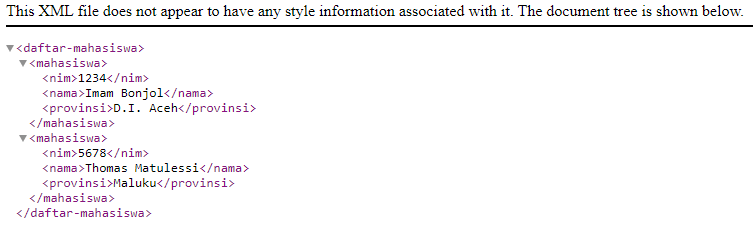 This XML file does not appear to have any style information associated with it. The document tree is shown below.
▼<daftar-mahasiswa>
▼<mahasiswa>
<nim>1234</nim>
<nama>Imam Bonjol</nama>
<provinsi>D.I. Aceh</provinsi>
</mahasiswa>
▼<mahasiswa>
<nim>5678</nim>
<nama>Thomas Matulessi</nama>
<provinsi>Maluku</provinsi>
</mahasiswa>
</daftar-mahasiswa>